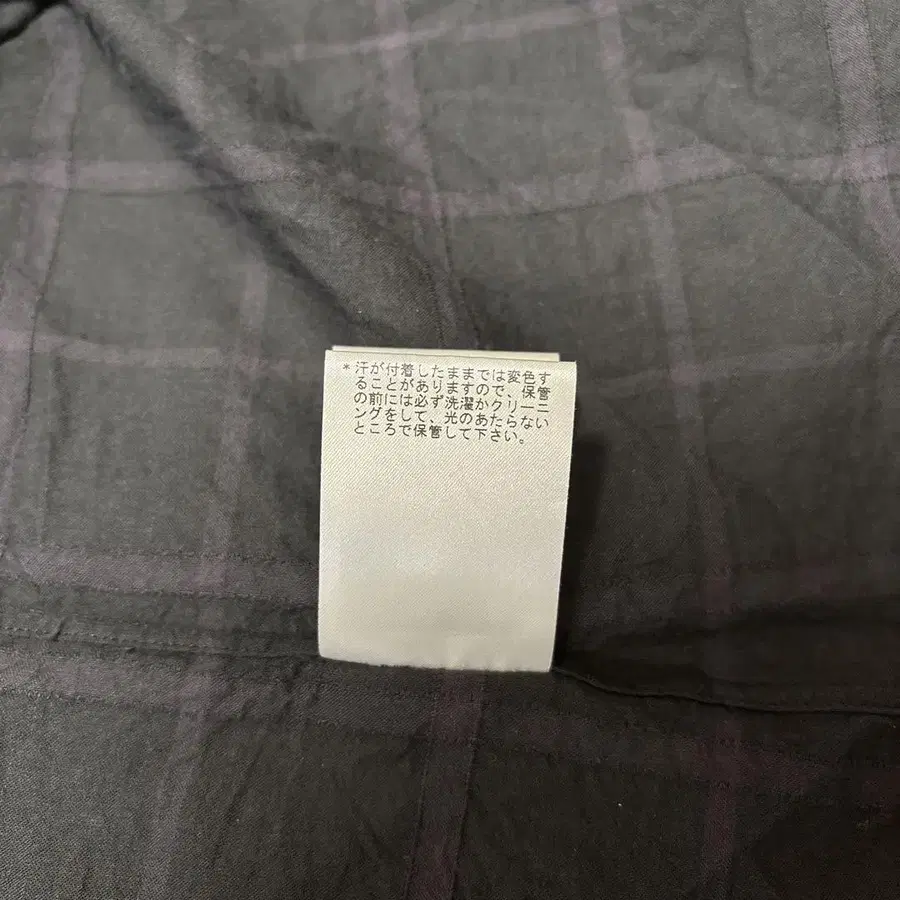 *汗が付着したままでは変色す
ることがありますので、保管
の前には必ず洗濯かクリーニ
ングをして、光のあたらない
ところで保管して下さい。